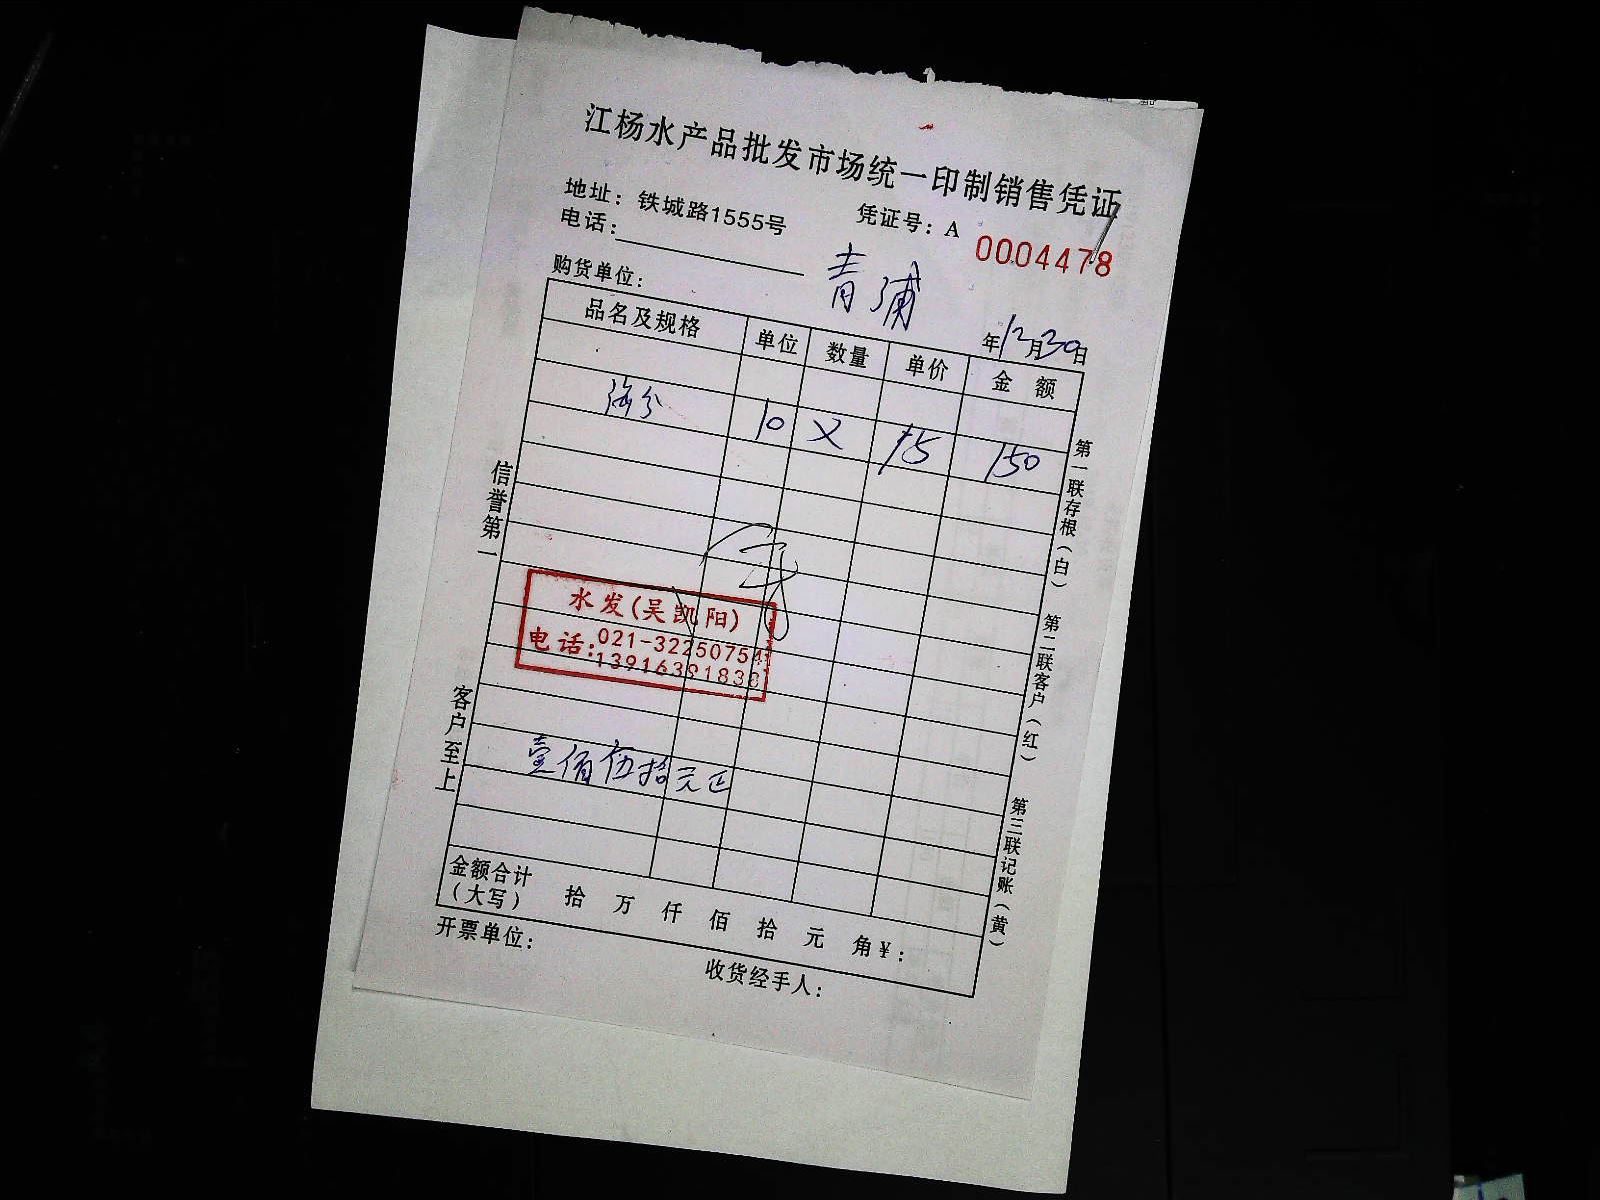 江杨水产品批发市场统一印制销售凭证
地址：铁城路1555号 凭证号：A 0004478
电话：
购货单位： 青浦 年12月30日
品名及规格 单位 数量 单价 金额
10 X 15 150
水发(吴凯阳)
电话：021-32250754
壹佰伍拾元正
金额合计（大写） 拾 万 仟 佰 拾 元 角 ¥：
开票单位： 收货经手人：
信誉第一
客户至上
第一联存根（白）
第二联客户（红）
第三联记账（黄）